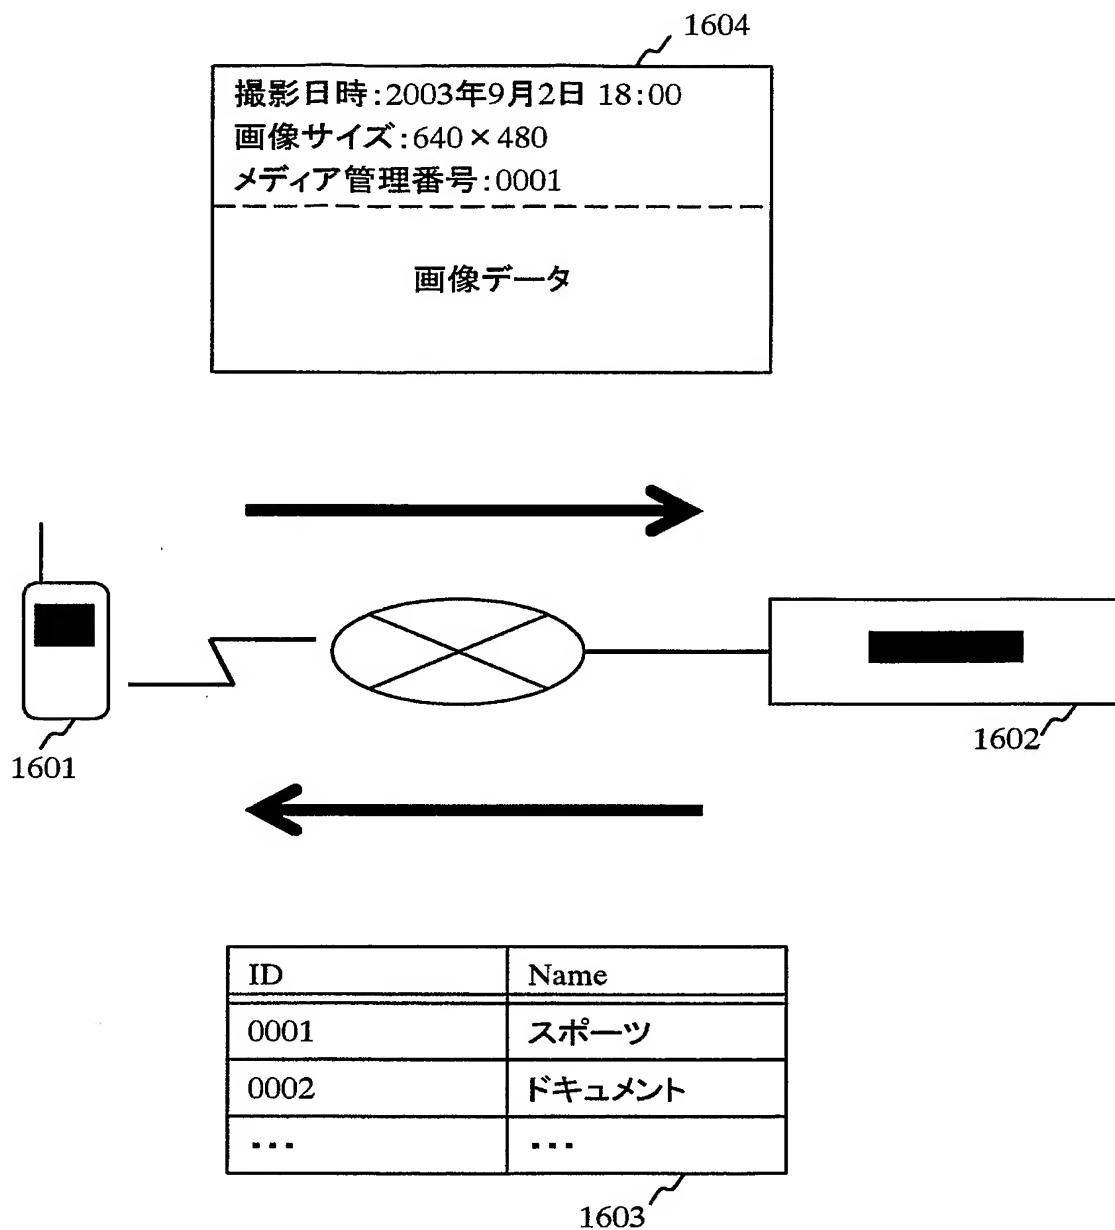 1604
撮影日時:2003年9月2日 18:00
画像サイズ:640×480
メディア管理番号:0001
画像データ
1601
1602
ID Name
0001 スポーツ
0002 ドキュメント
... ...
1603